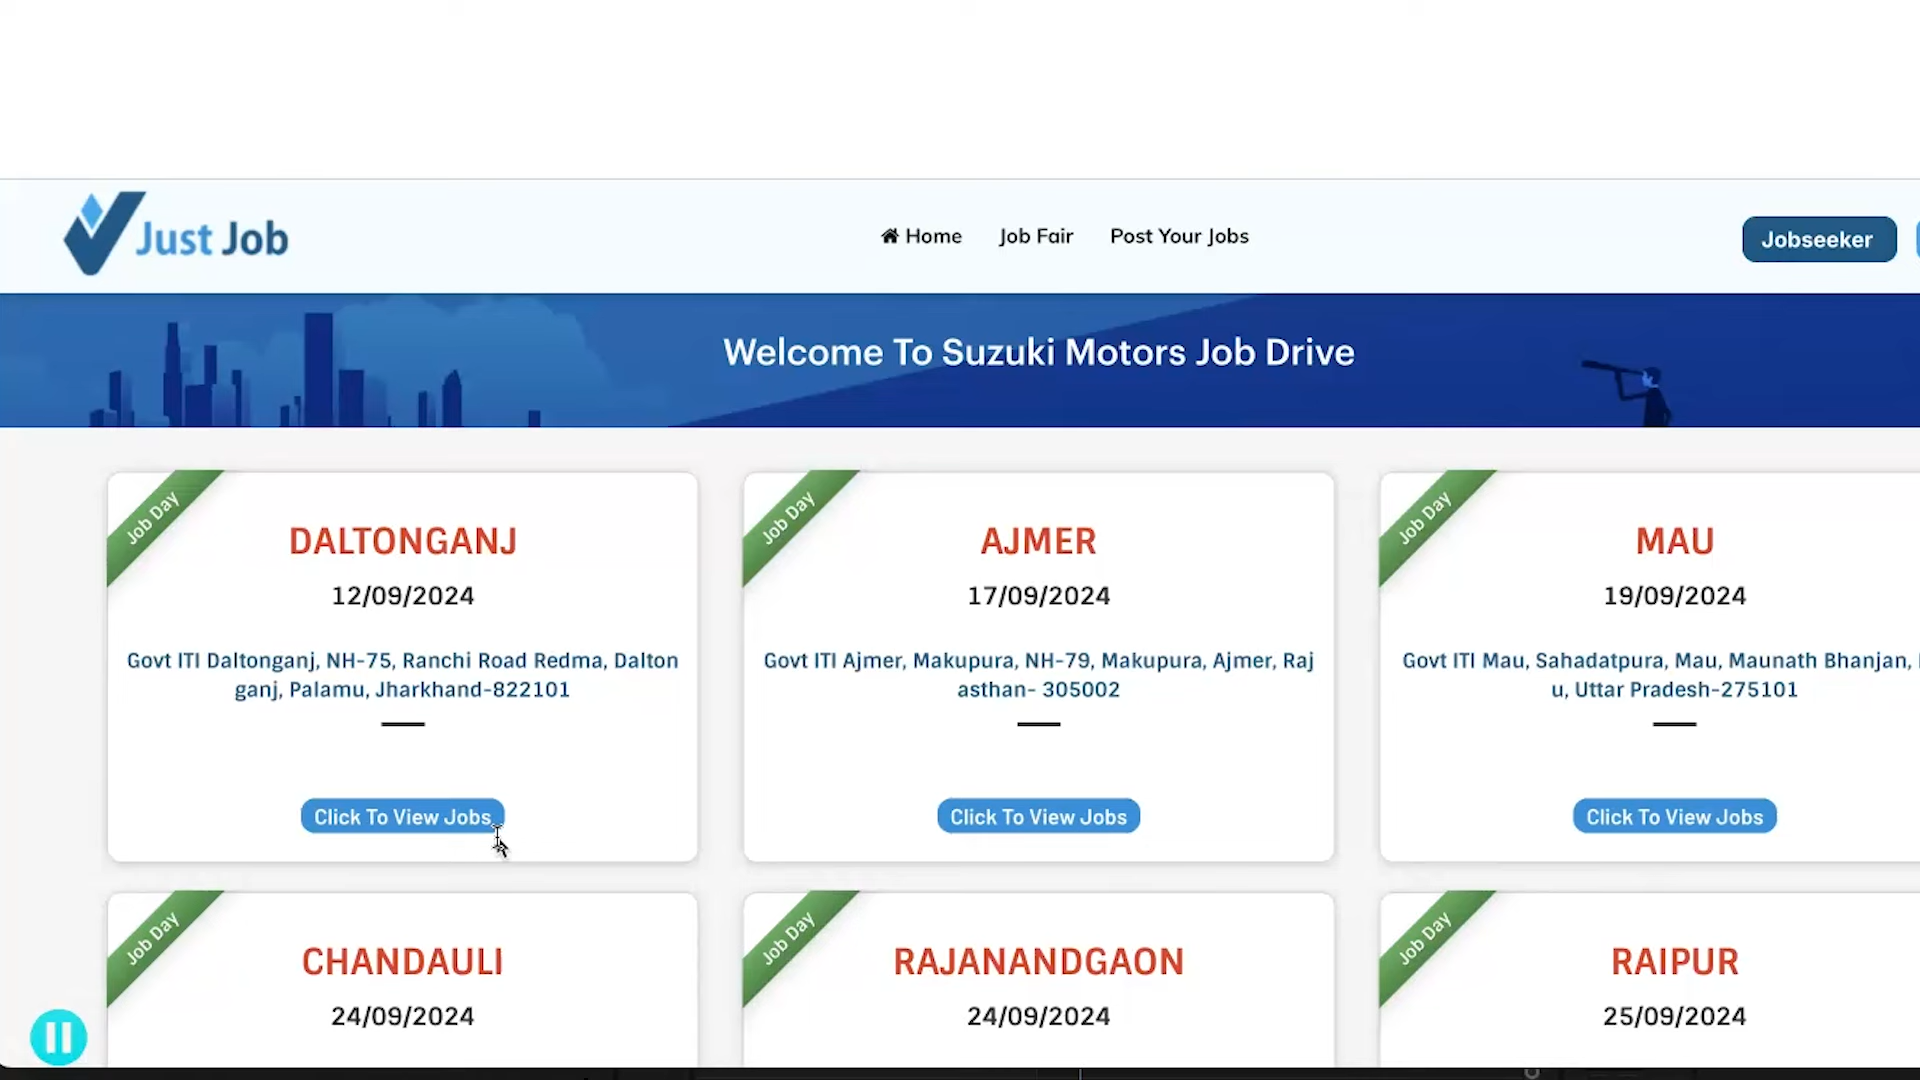 Just Job
Home
Job Fair
Post Your Jobs
Jobseeker
Welcome To Suzuki Motors Job Drive
Job Day
DALTONGANJ
12/09/2024
Govt ITI Daltonganj, NH-75, Ranchi Road Redma, Dalton
ganj, Palamu, Jharkhand-822101
Click To View Jobs
Job Day
AJMER
17/09/2024
Govt ITI Ajmer, Makupura, NH-79, Makupura, Ajmer, Raj
asthan- 305002
Click To View Jobs
Job Day
MAU
19/09/2024
Govt ITI Mau, Sahadatpura, Mau, Maunath Bhanjan,
u, Uttar Pradesh-275101
Click To View Jobs
Job Day
CHANDAULI
24/09/2024
Job Day
RAJANANDGAON
24/09/2024
Job Day
RAIPUR
25/09/2024